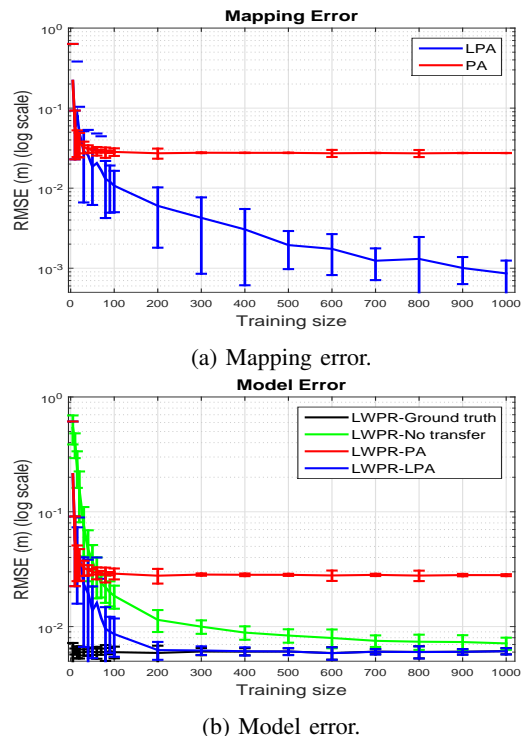 Mapping Error
LPA
PA
RMSE (m) (log scale)
10^0
10^-1
10^-2
10^-3
0 100 200 300 400 500 600 700 800 900 1000
Training size
(a) Mapping error.
Model Error
LWPR-Ground truth
LWPR-No transfer
LWPR-PA
LWPR-LPA
RMSE (m) (log scale)
10^0
10^-1
10^-2
0 100 200 300 400 500 600 700 800 900 1000
Training size
(b) Model error.